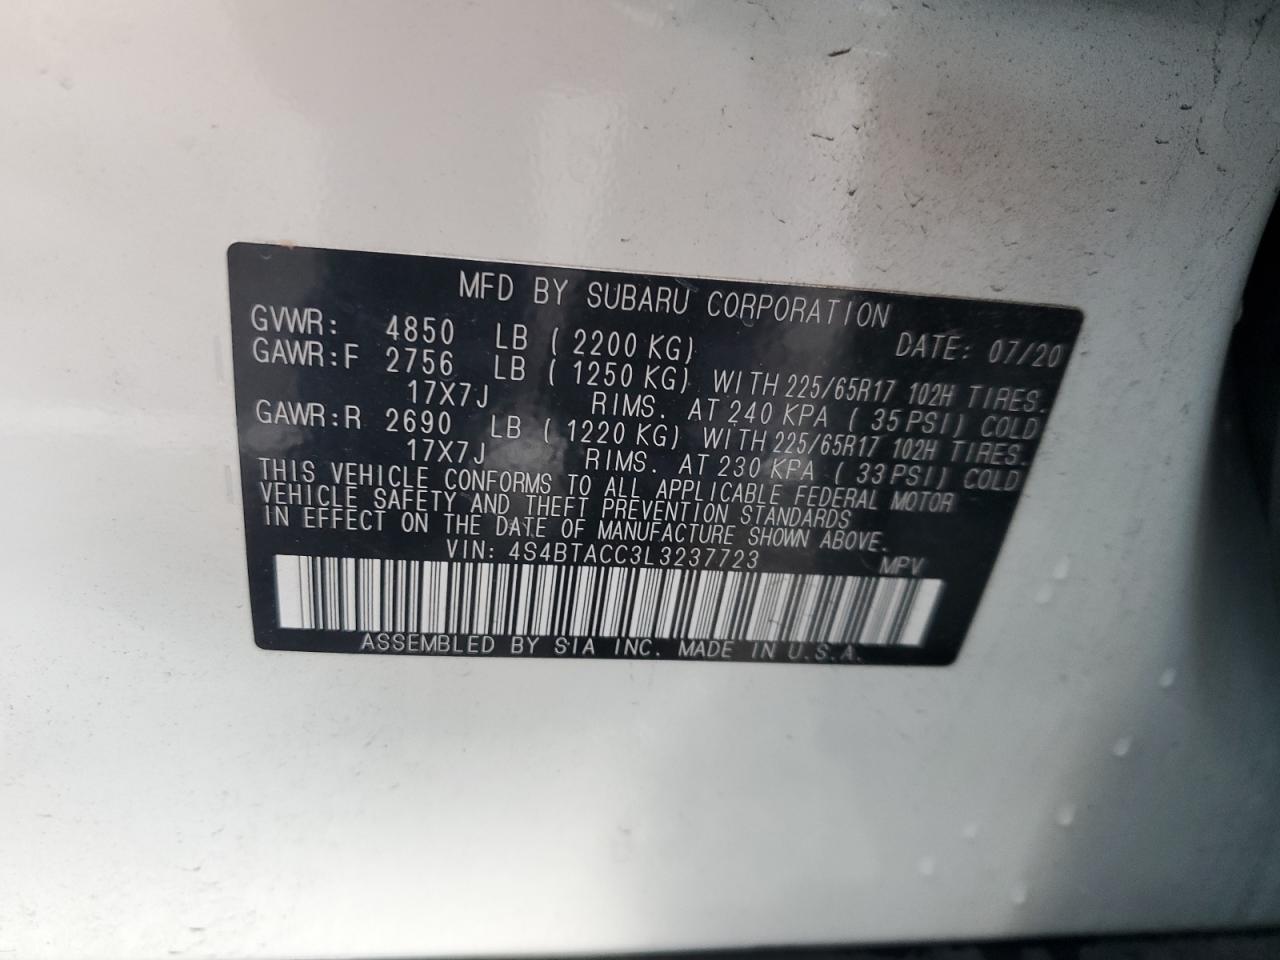 MFD BY SUBARU CORPORATION
GVWR: 4850 LB ( 2200 KG) DATE: 07/20
GAWR:F 2756 LB ( 1250 KG) WITH 225/65R17 102H TIRES.
17X7J RIMS. AT 240 KPA ( 35 PSI) COLD
GAWR:R 2690 LB ( 1220 KG) WITH 225/65R17 102H TIRES.
17X7J RIMS. AT 230 KPA ( 33 PSI) COLD
THIS VEHICLE CONFORMS TO ALL APPLICABLE FEDERAL MOTOR
VEHICLE SAFETY AND THEFT PREVENTION STANDARDS
IN EFFECT ON THE DATE OF MANUFACTURE SHOWN ABOVE.
VIN: 4S4BTACC3L3237723 MPV
ASSEMBLED BY SIA INC. MADE IN U.S.A.